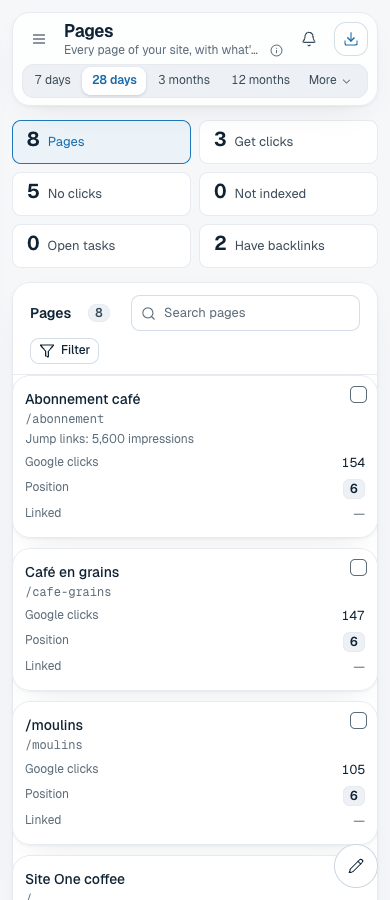 Pages
Every page of your site, with what'...
7 days
28 days
3 months
12 months
More
8 Pages
3 Get clicks
5 No clicks
0 Not indexed
0 Open tasks
2 Have backlinks
Pages 8
Search pages
Filter
Abonnement café
/abonnement
Jump links: 5,600 impressions
Google clicks 154
Position 6
Linked —
Café en grains
/cafe-grains
Google clicks 147
Position 6
Linked —
/moulins
/moulins
Google clicks 105
Position 6
Linked —
Site One coffee
/